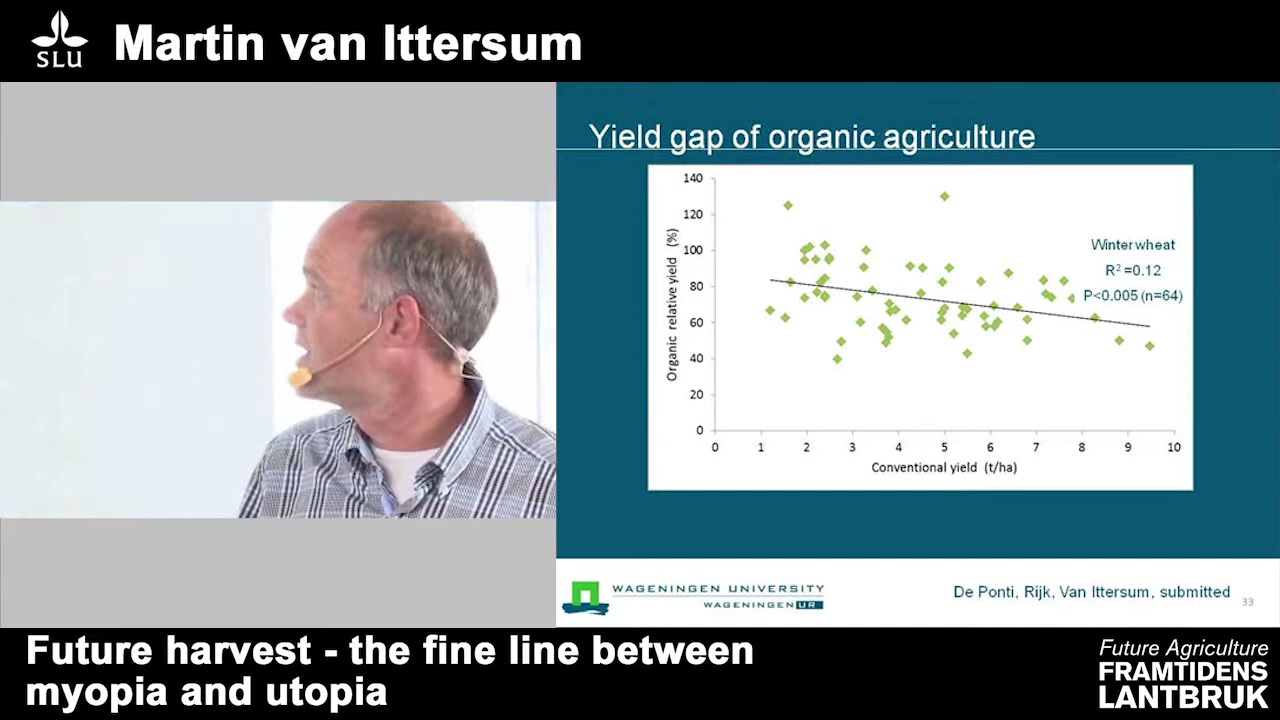 SLU
Martin van Ittersum
Yield gap of organic agriculture
140
120
100
80
60
40
20
0
Organic relative yield (%)
Winter wheat
R² =0.12
P<0.005 (n=64)
0 1 2 3 4 5 6 7 8 9 10
Conventional yield (t/ha)
WAGENINGEN UNIVERSITY
WAGENINGEN UR
De Ponti, Rijk, Van Ittersum, submitted
33
Future harvest - the fine line between
myopia and utopia
Future Agriculture
FRAMTIDENS
LANTBRUK